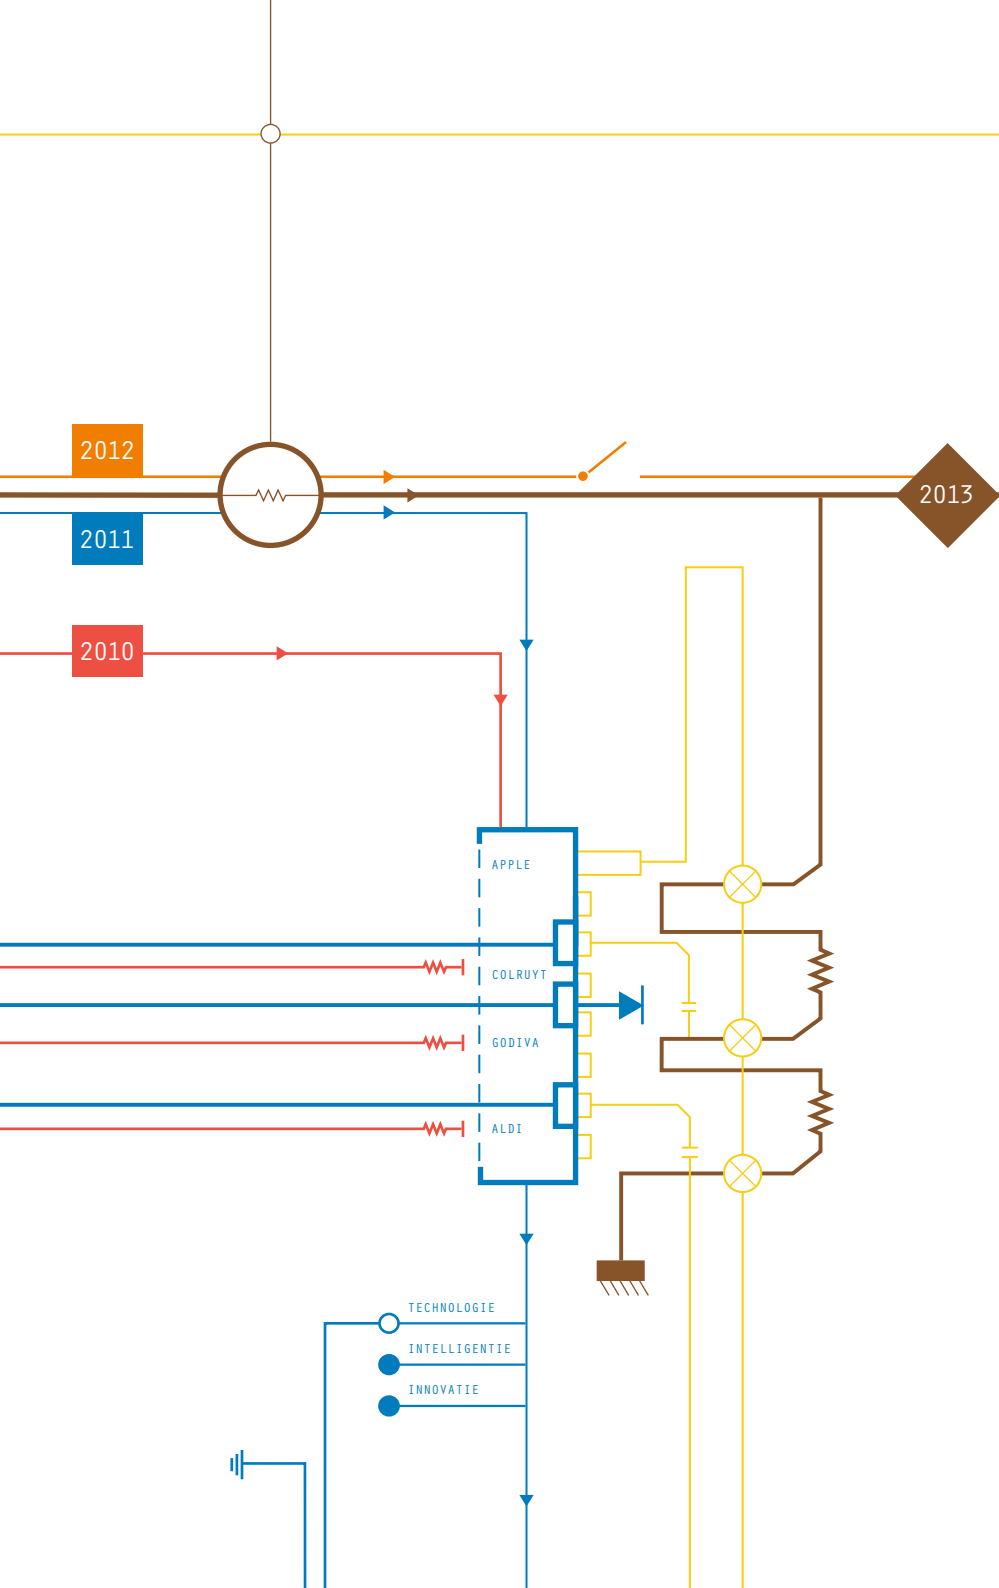 2012
2013
2011
2010
APPLE
COLRUYT
GODIVA
ALDI
TECHNOLOGIE
INTELLIGENTIE
INNOVATIE